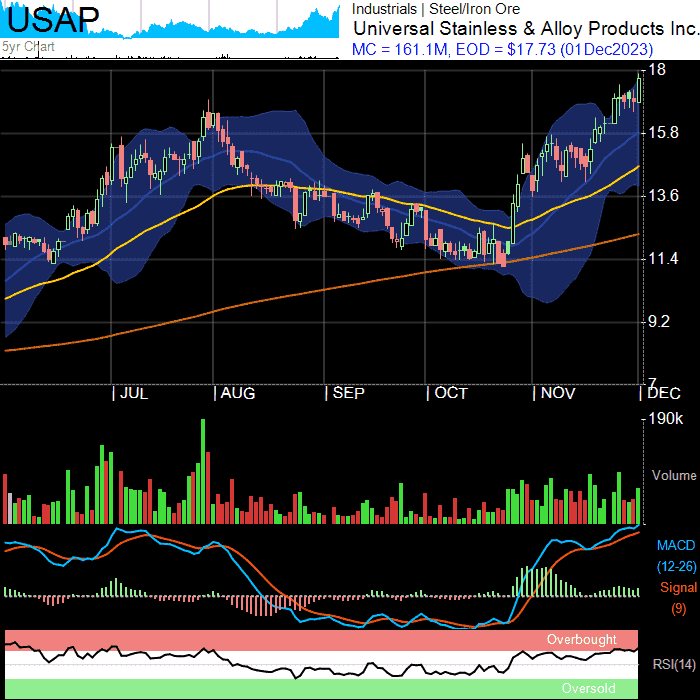 USAP
5yr Chart
Industrials | Steel/Iron Ore
Universal Stainless & Alloy Products Inc.
MC = 161.1M, EOD = $17.73 (01Dec2023)
18
15.8
13.6
11.4
9.2
7
| JUL | AUG | SEP | OCT | NOV | DEC
190k
Volume
MACD
(12-26)
Signal
(9)
Overbought
RSI(14)
Oversold